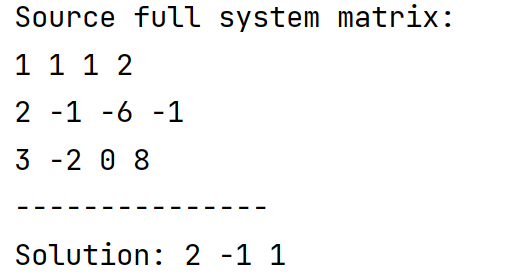 Source full system matrix:
1 1 1 2
2 -1 -6 -1
3 -2 0 8
---------------
Solution: 2 -1 1